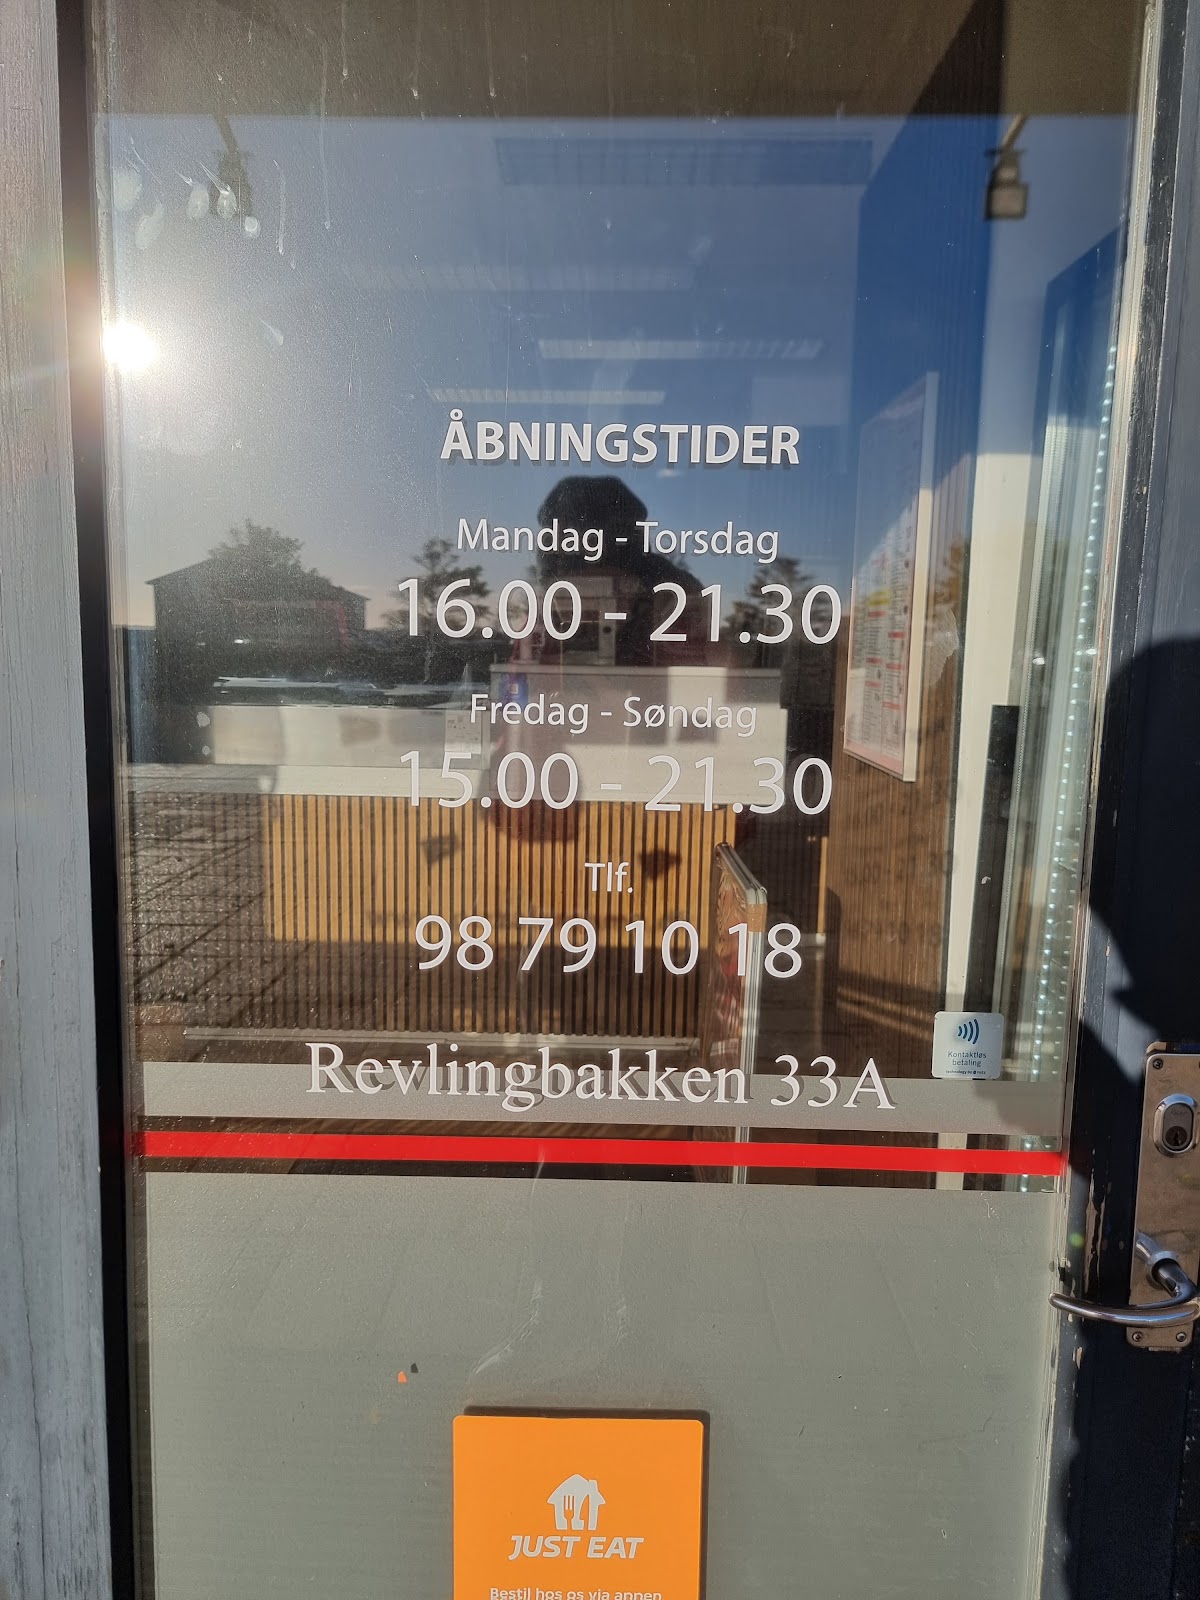 ÅBNINGSTIDER
Mandag - Torsdag
16.00 - 21.30
Fredag - Søndag
15.00 - 21.30
Tlf.
98 79 10 18
Kontaktløs
betaling
Revlingbakken 33A
JUST EAT
Bestil hos os via appen